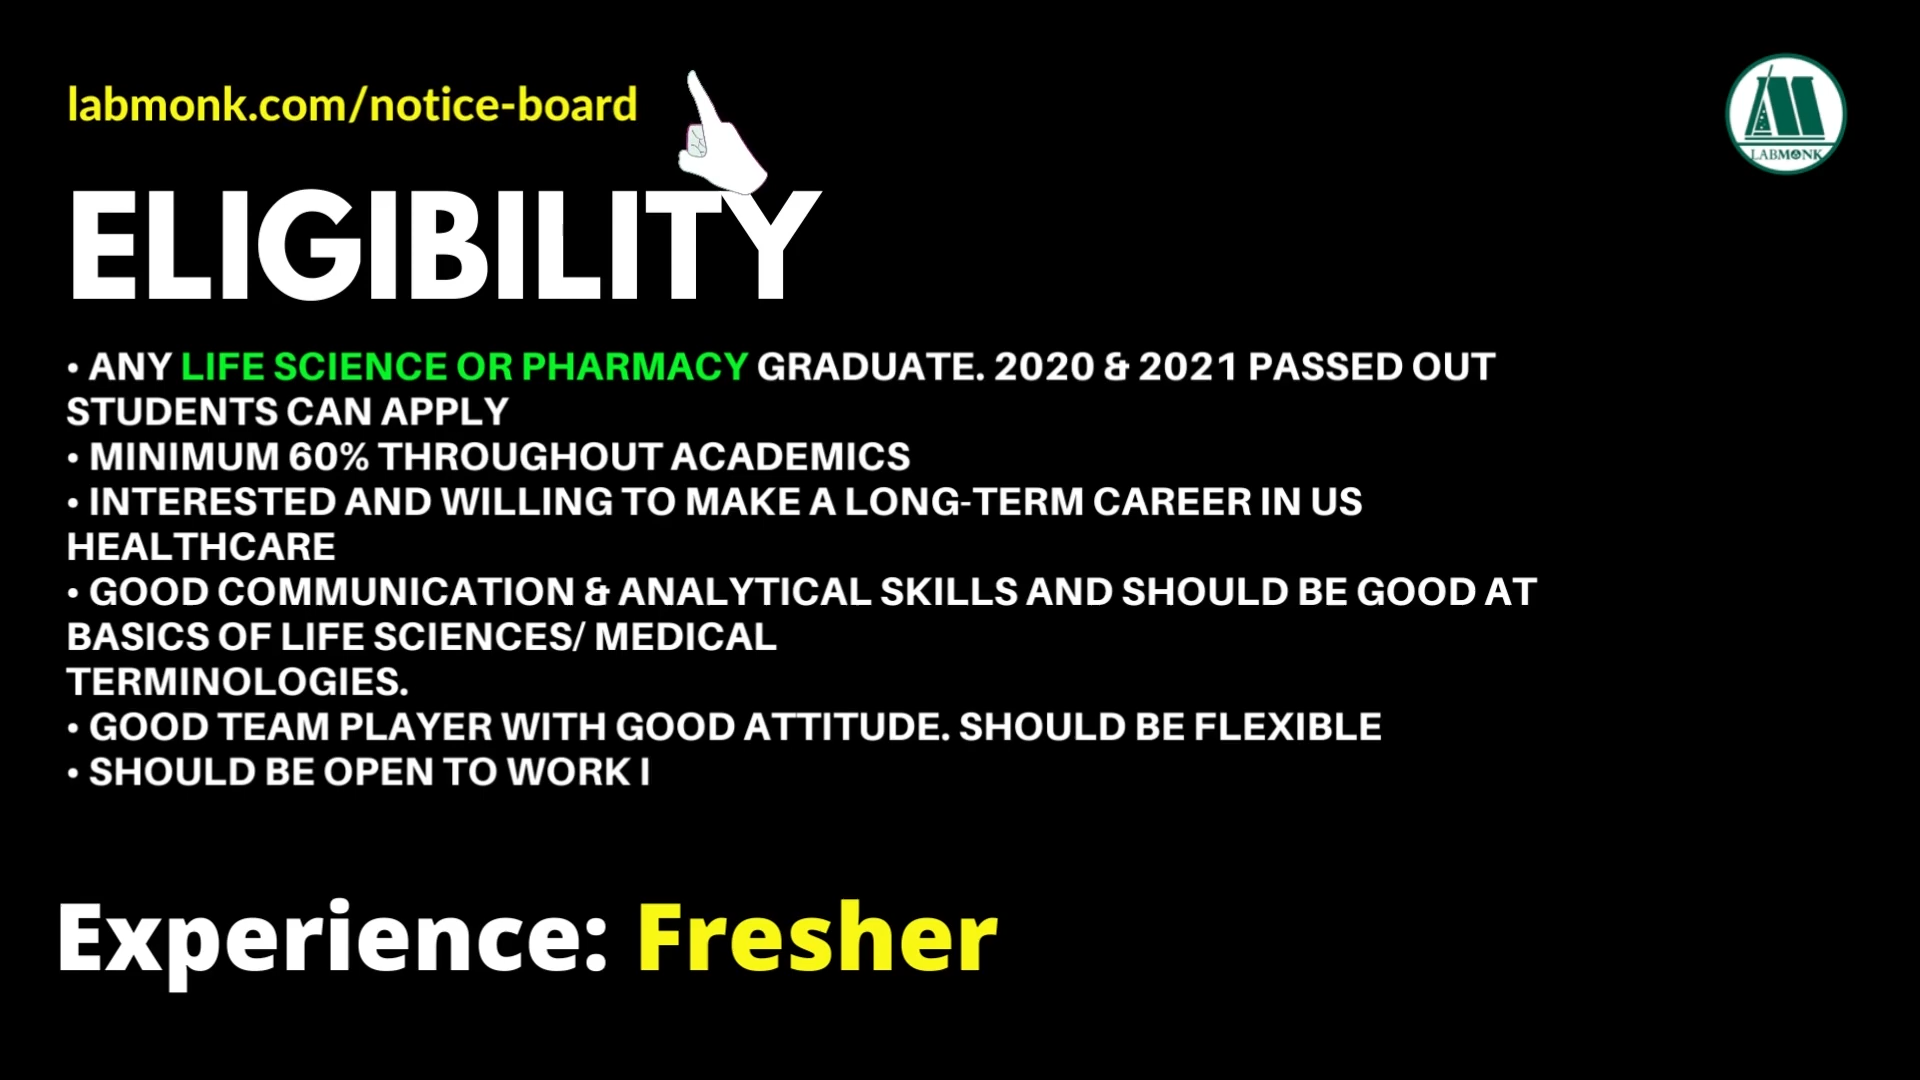 labmonk.com/notice-board
LABMONK
ELIGIBILITY
• ANY LIFE SCIENCE OR PHARMACY GRADUATE. 2020 & 2021 PASSED OUT
STUDENTS CAN APPLY
• MINIMUM 60% THROUGHOUT ACADEMICS
• INTERESTED AND WILLING TO MAKE A LONG-TERM CAREER IN US
HEALTHCARE
• GOOD COMMUNICATION & ANALYTICAL SKILLS AND SHOULD BE GOOD AT
BASICS OF LIFE SCIENCES/ MEDICAL
TERMINOLOGIES.
• GOOD TEAM PLAYER WITH GOOD ATTITUDE. SHOULD BE FLEXIBLE
• SHOULD BE OPEN TO WORK I
Experience: Fresher